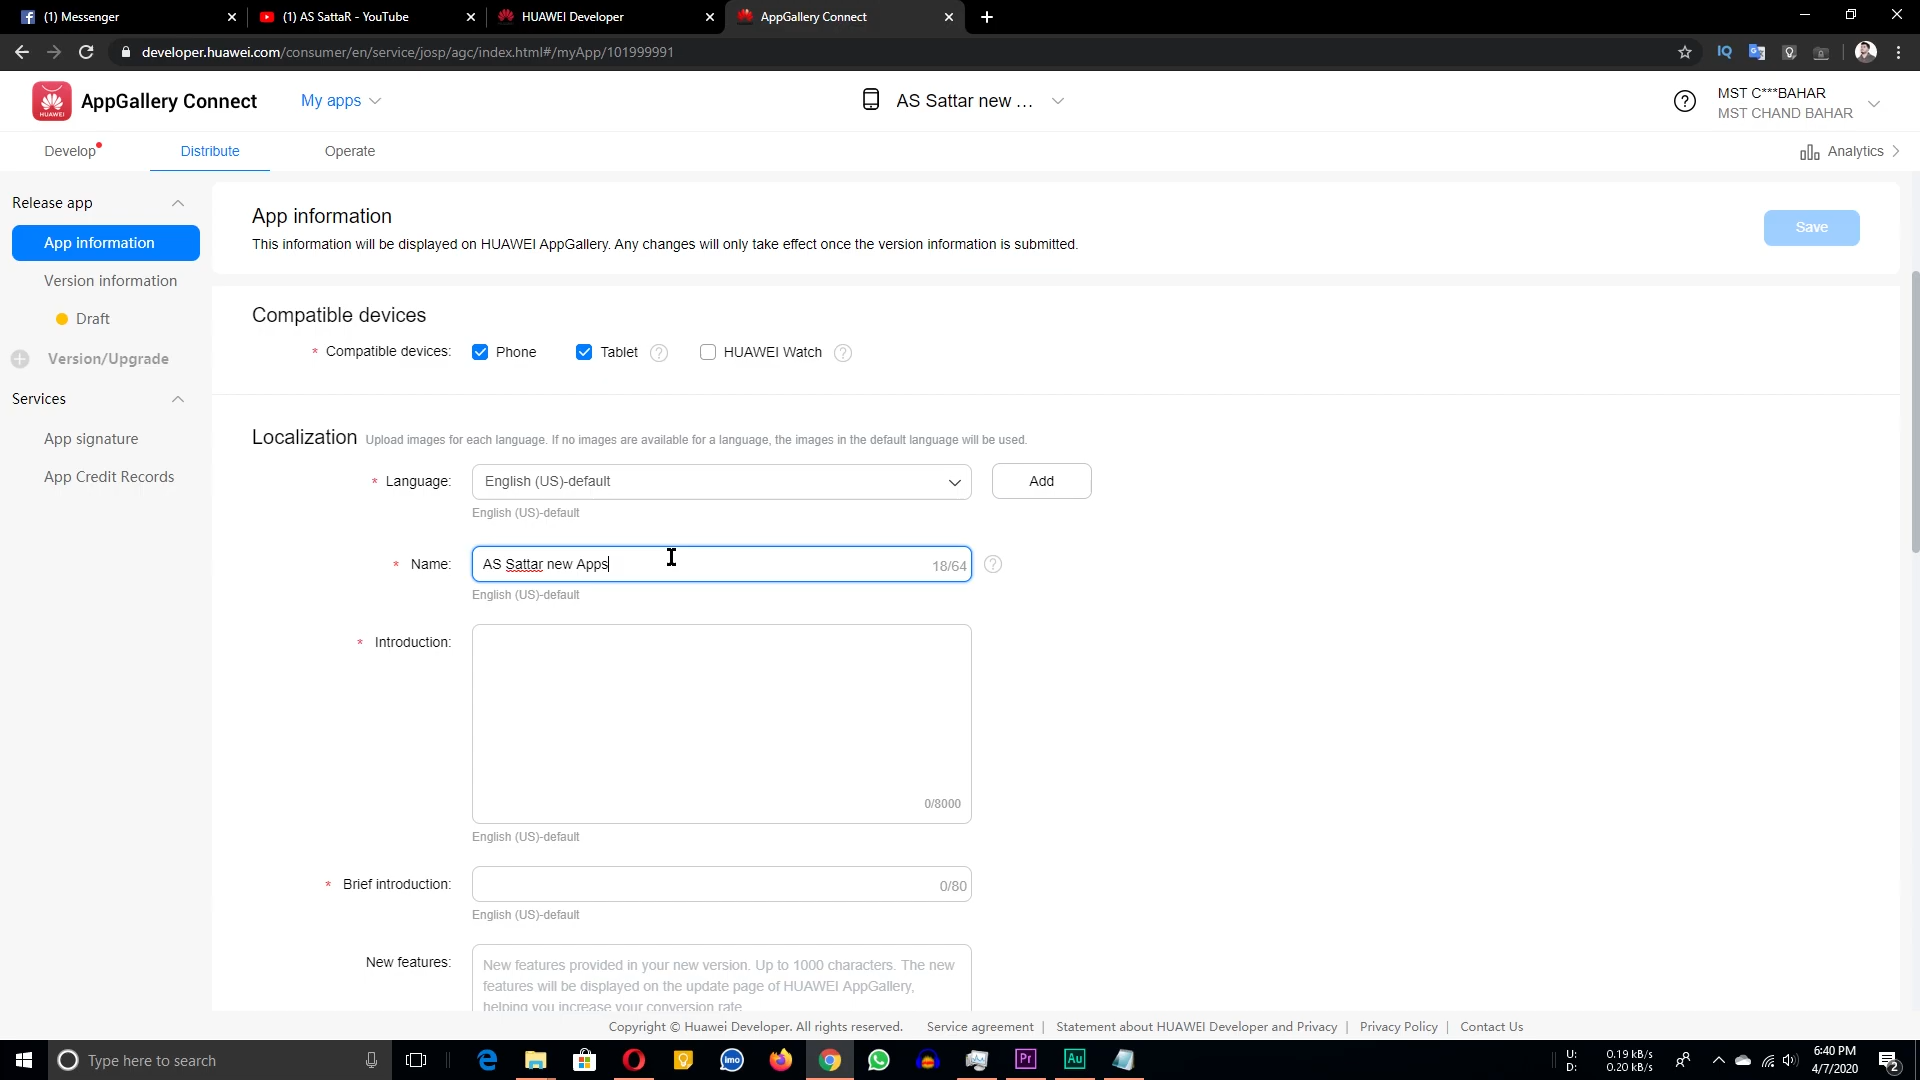 (1) Messenger
(1) AS SattaR - YouTube
HUAWEI Developer
AppGallery Connect
developer.huawei.com/consumer/en/service/josp/agc/index.html#/myApp/101999991
IQ
HUAWEI
AppGallery Connect
My apps
AS Sattar new ...
MST C***BAHAR
MST CHAND BAHAR
Develop
Distribute
Operate
Analytics
Release app
App information
Version information
Draft
Version/Upgrade
Services
App signature
App Credit Records
App information
This information will be displayed on HUAWEI AppGallery. Any changes will only take effect once the version information is submitted.
Save
Compatible devices
* Compatible devices:
Phone
Tablet
HUAWEI Watch
Localization Upload images for each language. If no images are available for a language, the images in the default language will be used.
* Language:
English (US)-default
Add
English (US)-default
* Name:
AS Sattar new Apps
18/64
English (US)-default
* Introduction:
0/8000
English (US)-default
* Brief introduction:
0/80
English (US)-default
New features:
New features provided in your new version. Up to 1000 characters. The new
features will be displayed on the update page of HUAWEI AppGallery,
helping you increase your conversion rate
Copyright © Huawei Developer. All rights reserved.
Service agreement |
Statement about HUAWEI Developer and Privacy |
Privacy Policy |
Contact Us
Type here to search
imo
Pr
Au
U: 0.19 kB/s
D: 0.20 kB/s
6:40 PM
4/7/2020
2